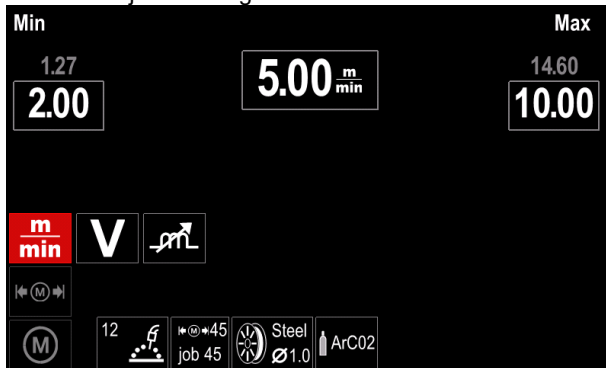 Min Max
1.27 14.60
2.00 5.00 m/min 10.00
m/min V
M
M 12 M 45 job 45 Steel Ø1.0 ArC02